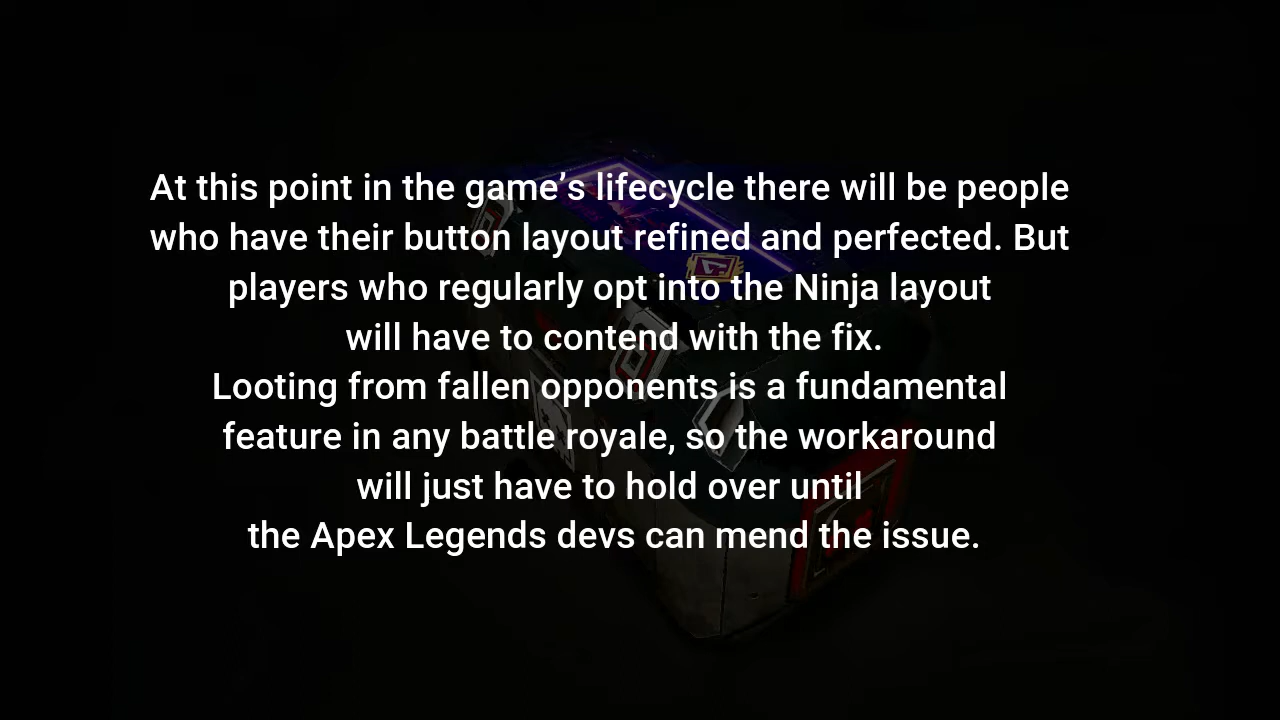 At this point in the game’s lifecycle there will be people
who have their button layout refined and perfected. But
players who regularly opt into the Ninja layout
will have to contend with the fix.
Looting from fallen opponents is a fundamental
feature in any battle royale, so the workaround
will just have to hold over until
the Apex Legends devs can mend the issue.